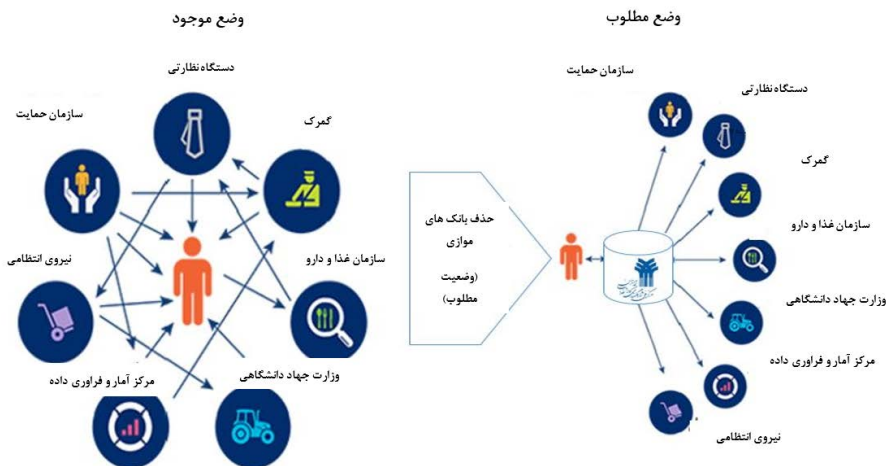 وضع موجود
وضع مطلوب
دستگاه نظارتی
سازمان حمایت
گمرک
نیروی انتظامی
سازمان غذا و دارو
مرکز آمار و فراوری داده
وزارت جهاد دانشگاهی
حذف بانک های
موازی
(وضعیت
مطلوب)
سازمان حمایت
دستگاه نظارتی
گمرک
سازمان غذا و دارو
وزارت جهاد دانشگاهی
مرکز آمار و فراوری داده
نیروی انتظامی